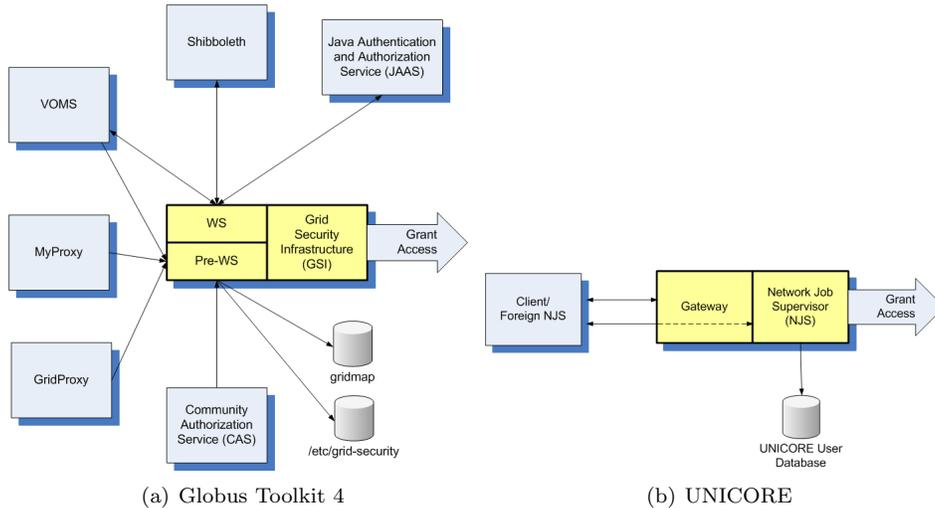 Shibboleth
Java Authentication
and Authorization
Service (JAAS)
VOMS
WS
Pre-WS
Grid
Security
Infrastructure
(GSI)
Grant
Access
MyProxy
GridProxy
gridmap
Community
Authorization
Service (CAS)
/etc/grid-security
(a) Globus Toolkit 4
Client/
Foreign NJS
Gateway
Network Job
Supervisor
(NJS)
Grant
Access
UNICORE User
Database
(b) UNICORE